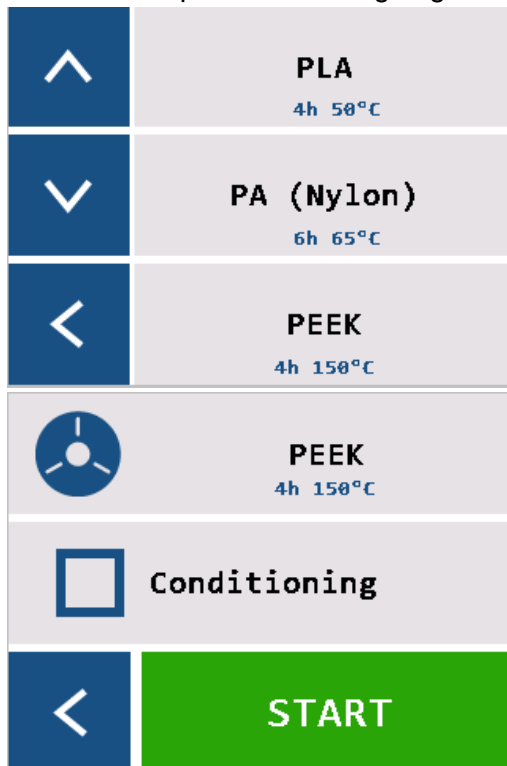 PLA
4h 50°C
PA (Nylon)
6h 65°C
PEEK
4h 150°C
PEEK
4h 150°C
Conditioning
START